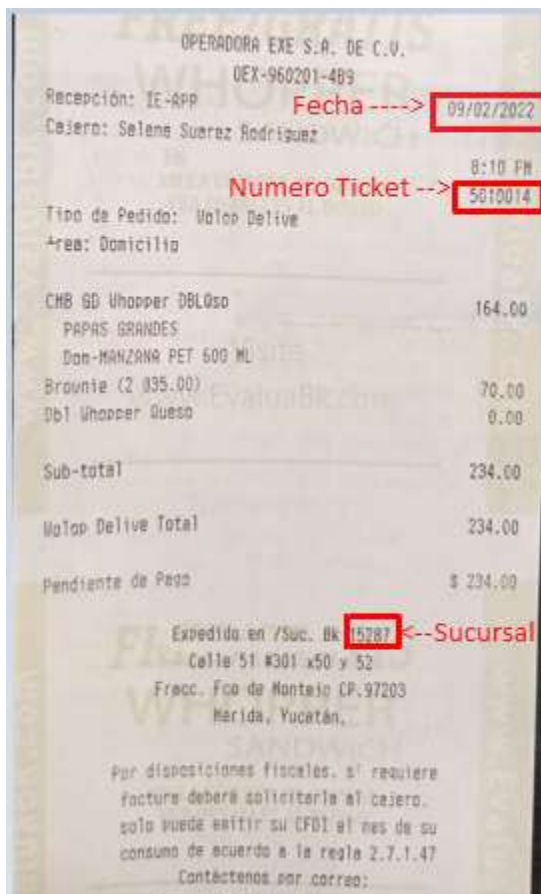 OPERADORA EXE S.A. DE C.V.
OEX-960201-4B9
Recepción: IE-APP
Fecha ---->
09/02/2022
Cajero: Selene Suarez Rodriguez
8:10 PM
Numero Ticket -->
5010014
Tipo de Pedido: Walop Delive
Area: Domicilio
CMB GD Whopper DBLQso 164.00
PAPAS GRANDES
Dom-MANZANA PET 600 ML
Brownie (2 @35.00) 70.00
Dbl Whopper Queso 0.00
Sub-total 234.00
Walop Delive Total 234.00
Pendiente de Pago $ 234.00
Expedido en /Suc. Bk 15287 <--Sucursal
Calle 51 #301 x50 y 52
Fracc. Fco de Montejo CP.97203
Merida, Yucatán.
Por disposiciones fiscales, si requiere
factura deberá solicitarla al cajero,
solo puede emitir su CFDI el mes de su
consumo de acuerdo a la regla 2.7.1.47
Contáctenos por correo: